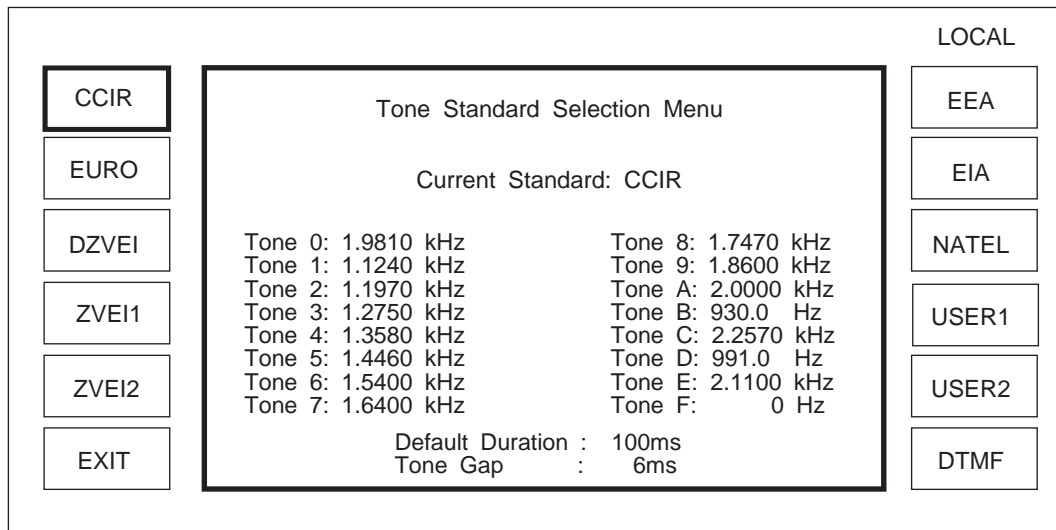 LOCAL
CCIR
EURO
DZVEI
ZVEI1
ZVEI2
EXIT
Tone Standard Selection Menu
Current Standard: CCIR
Tone 0: 1.9810 kHz
Tone 1: 1.1240 kHz
Tone 2: 1.1970 kHz
Tone 3: 1.2750 kHz
Tone 4: 1.3580 kHz
Tone 5: 1.4460 kHz
Tone 6: 1.5400 kHz
Tone 7: 1.6400 kHz
Tone 8: 1.7470 kHz
Tone 9: 1.8600 kHz
Tone A: 2.0000 kHz
Tone B: 930.0 Hz
Tone C: 2.2570 kHz
Tone D: 991.0 Hz
Tone E: 2.1100 kHz
Tone F: 0 Hz
Default Duration : 100ms
Tone Gap : 6ms
EEA
EIA
NATEL
USER1
USER2
DTMF